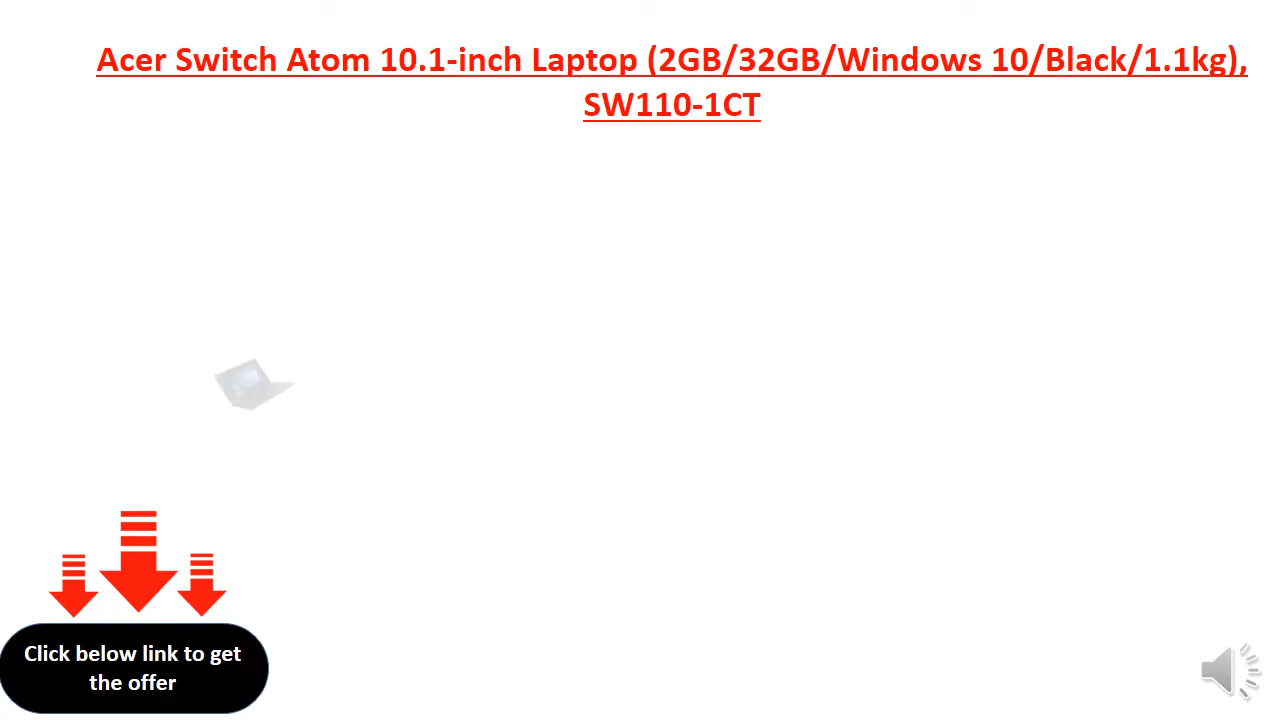 Acer Switch Atom 10.1-inch Laptop (2GB/32GB/Windows 10/Black/1.1kg),
SW110-1CT
Click below link to get
the offer